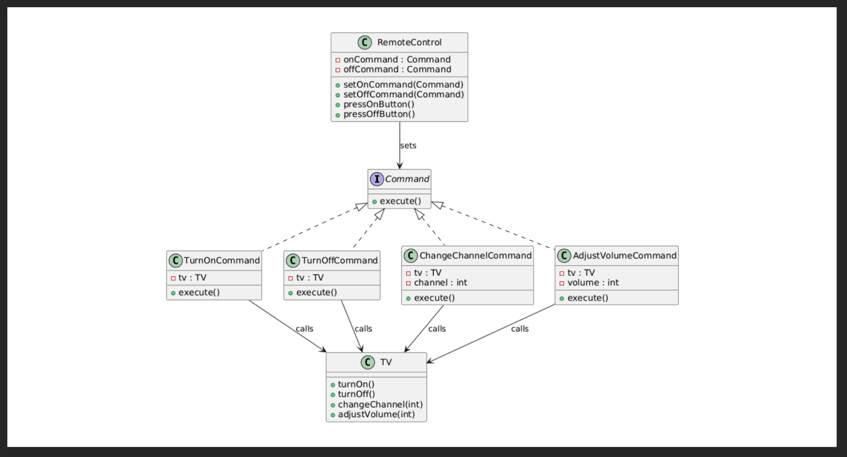 C RemoteControl
onCommand : Command
offCommand : Command
setOnCommand(Command)
setOffCommand(Command)
pressOnButton()
pressOffButton()
sets
I Command
execute()
C TurnOnCommand
tv : TV
execute()
C TurnOffCommand
tv : TV
execute()
C ChangeChannelCommand
tv : TV
channel : int
execute()
C AdjustVolumeCommand
tv : TV
volume : int
execute()
calls
calls
calls
calls
C TV
turnOn()
turnOff()
changeChannel(int)
adjustVolume(int)